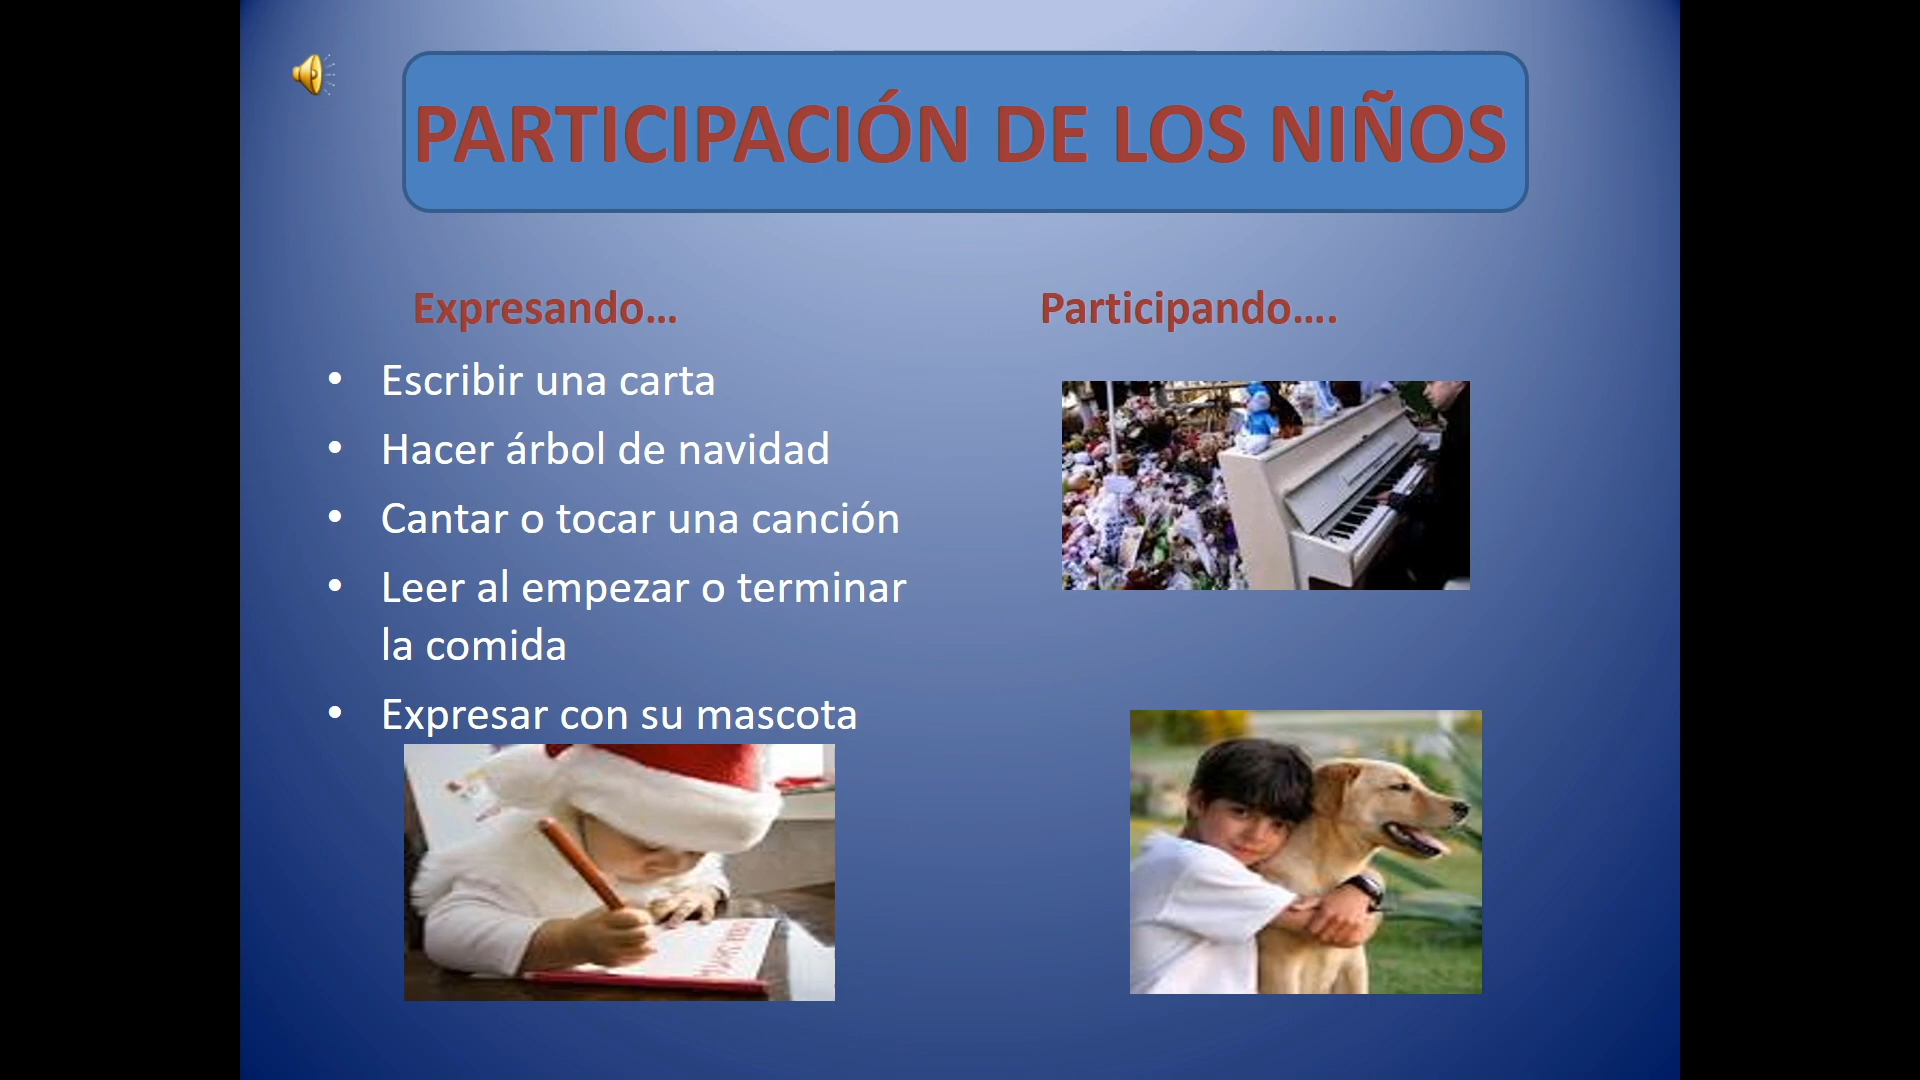 PARTICIPACIÓN DE LOS NIÑOS
Expresando...
• Escribir una carta
• Hacer árbol de navidad
• Cantar o tocar una canción
• Leer al empezar o terminar
la comida
• Expresar con su mascota
Participando....